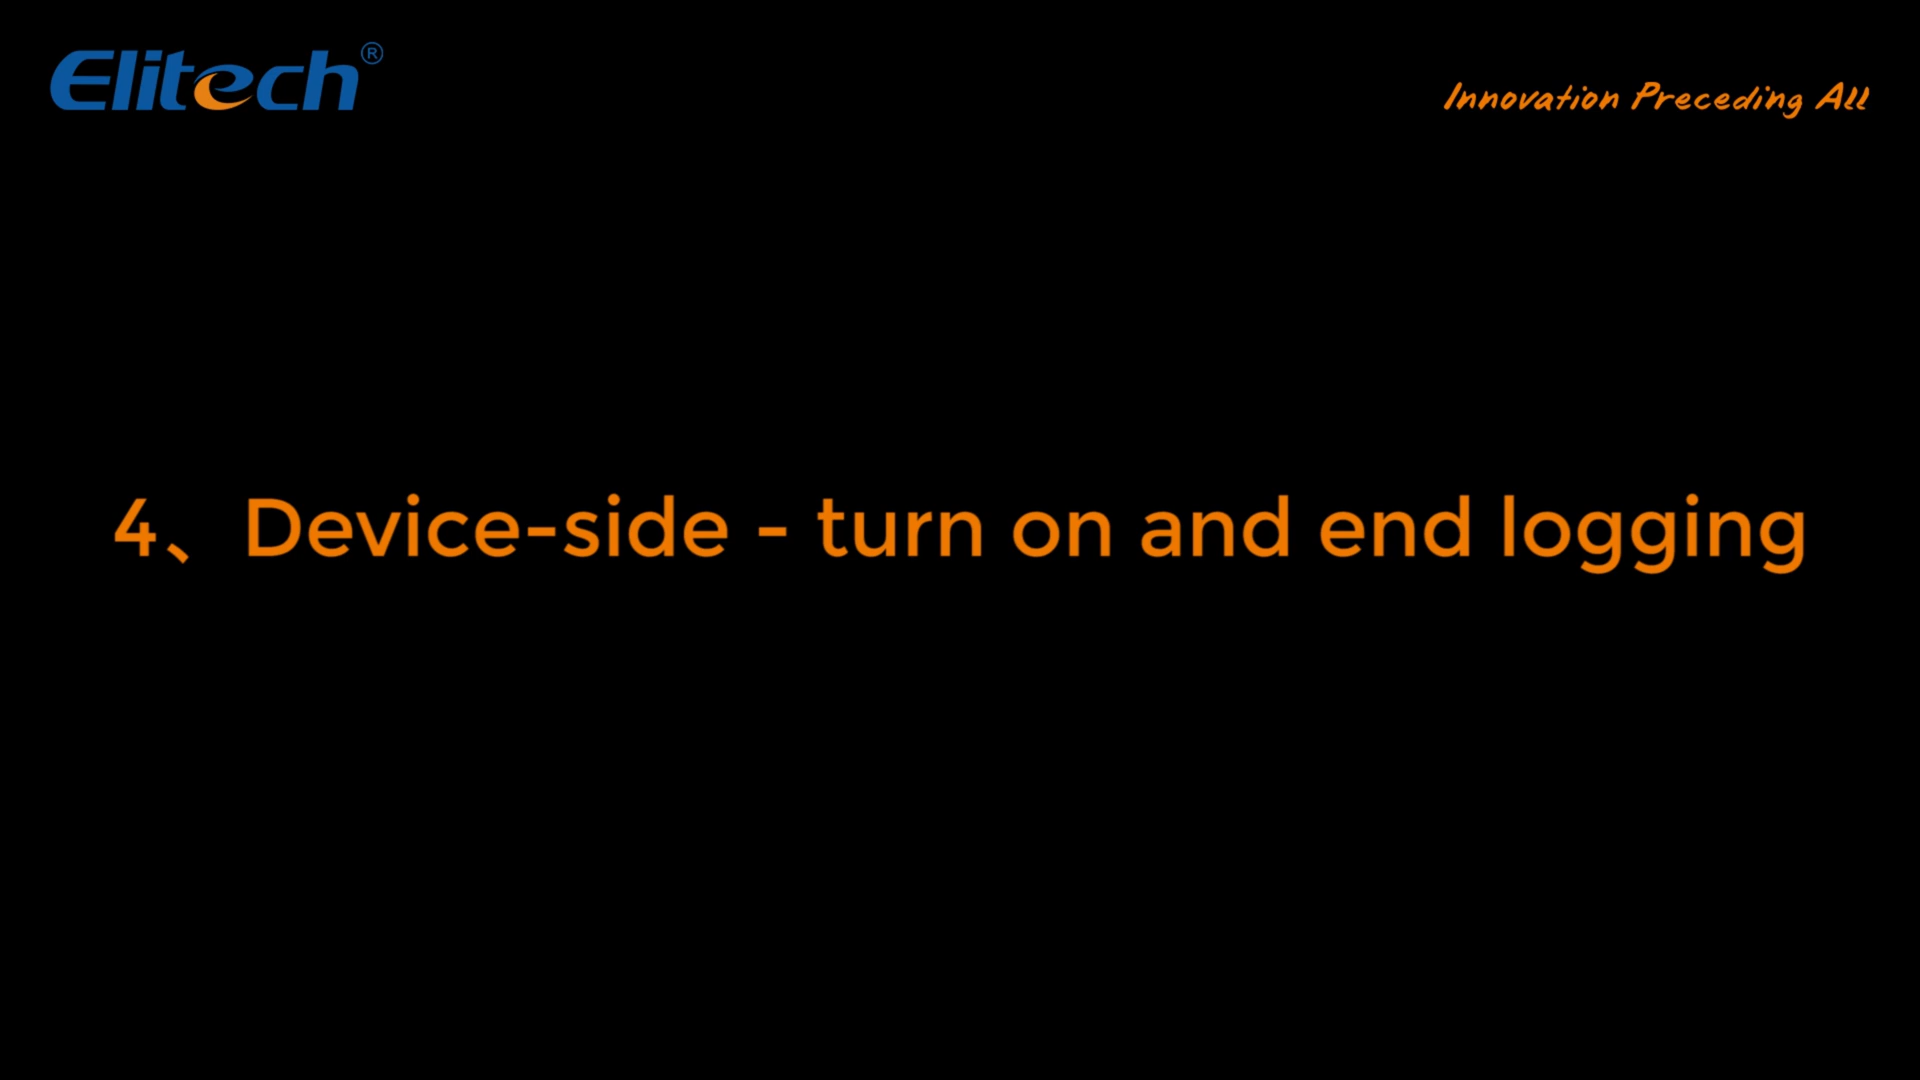 Elitech®
Innovation Preceding All
4、Device-side - turn on and end logging